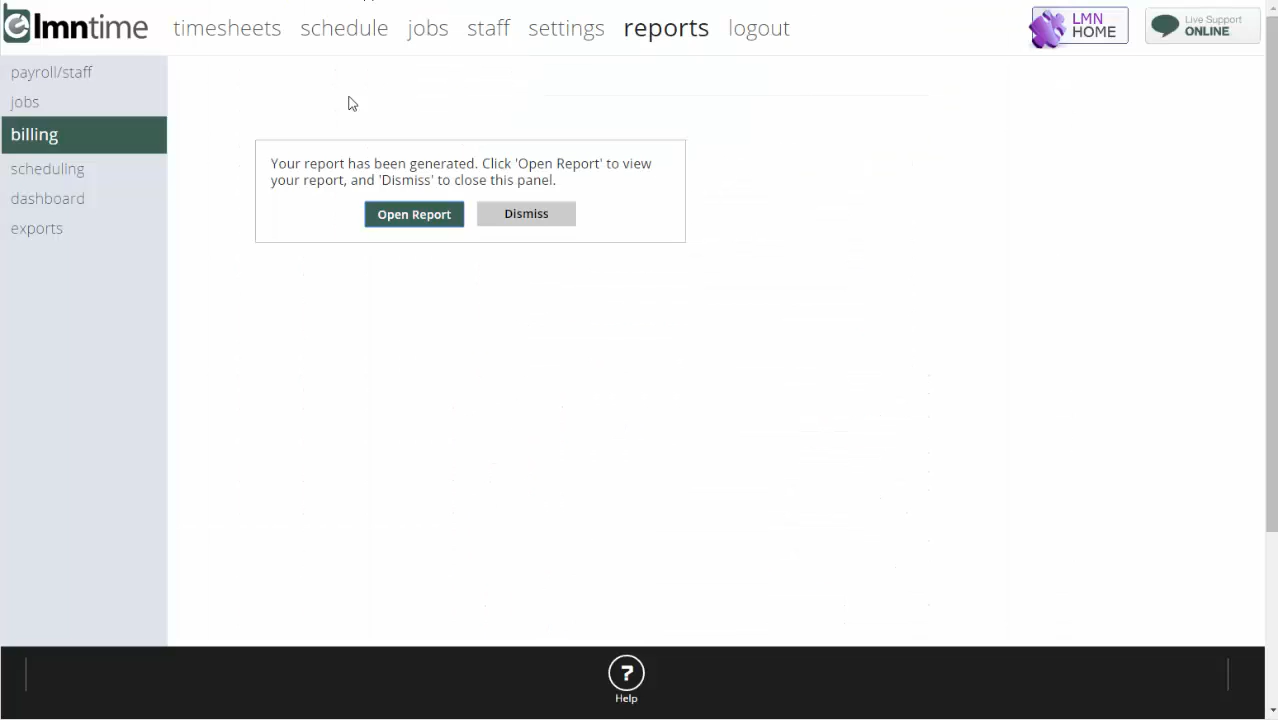 lmntime timesheets schedule jobs staff settings reports logout
LMN
HOME
Live Support
ONLINE
payroll/staff
jobs
billing
scheduling
dashboard
exports
Your report has been generated. Click 'Open Report' to view
your report, and 'Dismiss' to close this panel.
Open Report Dismiss
?
Help